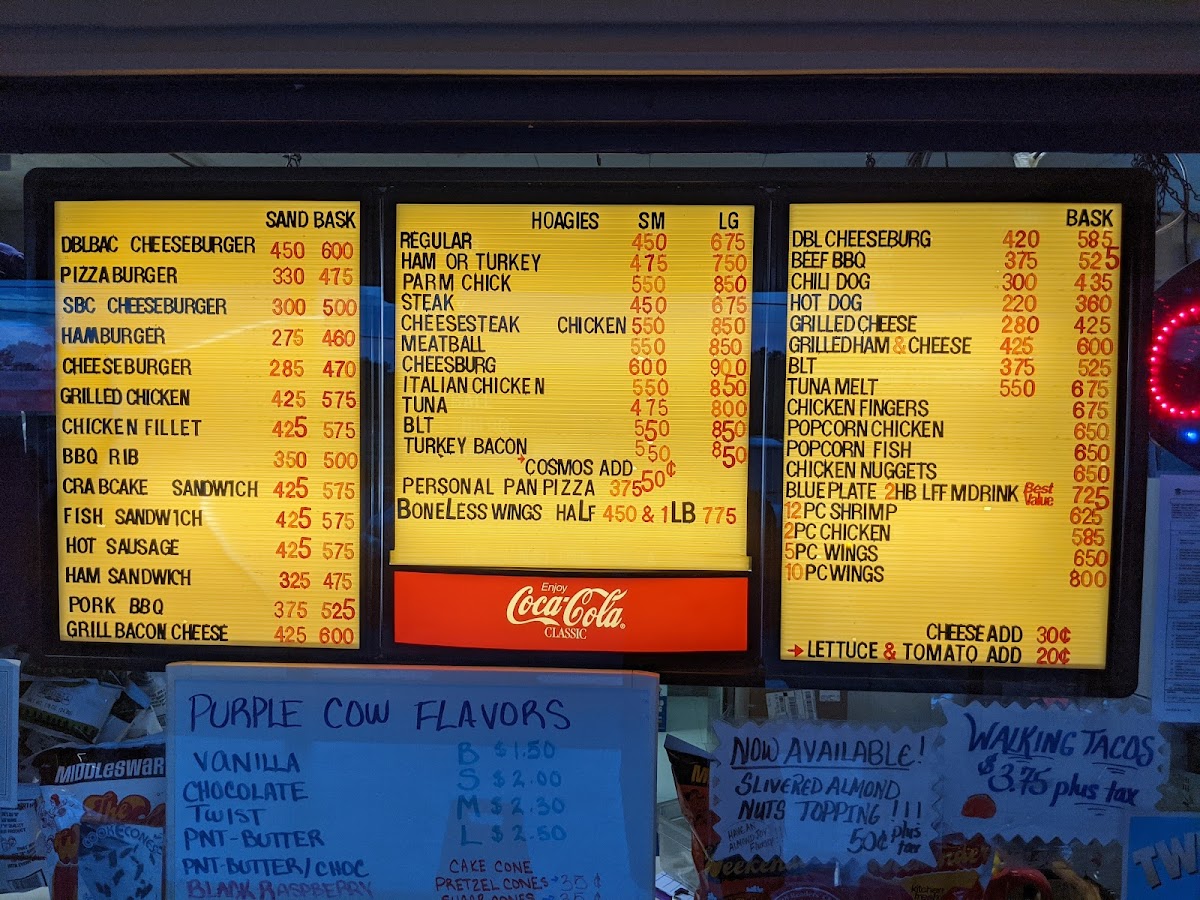 SAND BASK
DBLBAC CHEESEBURGER 450 600
PIZZA BURGER 330 475
SBC CHEESEBURGER 300 500
HAMBURGER 275 460
CHEESEBURGER 285 470
GRILLED CHICKEN 425 575
CHICKEN FILLET 425 575
BBQ RIB 350 500
CRABCAKE SANDW1CH 425 575
FISH SANDW1CH 425 575
HOT SAUSAGE 425 575
HAM SANDWICH 325 475
PORK BBQ 375 525
GRILL BACON CHEESE 425 600
HOAGIES SM LG
REGULAR 450 675
HAM OR TURKEY 475 750
PARM CHICK 550 850
STEAK 450 675
CHEESESTEAK CHICKEN 550 850
MEATBALL 550 850
CHEESBURG 600 900
ITALIAN CHICKEN 550 850
TUNA 475 800
BLT 550 850
TURKEY BACON 550 850
→COSMOS ADD 50¢
PERSONAL PAN PIZZA 375
BONELESS WINGS HALF 450 & 1LB 775
Enjoy
Coca-Cola
CLASSIC
BASK
DBL CHEESEBURG 420 585
BEEF BBQ 375 525
CHILI DOG 300 435
HOT DOG 220 360
GRILLED CHEESE 280 425
GRILLED HAM & CHEESE 425 600
BLT 375 525
TUNA MELT 550 675
CHICKEN FINGERS 675
POPCORN CHICKEN 650
POPCORN FISH 650
CHICKEN NUGGETS 650
BLUE PLATE 2HB LFF MDRINK Best Value 725
12PC SHRIMP 625
2PC CHICKEN 585
5PC WINGS 650
10PC WINGS 800
CHEESE ADD 30¢
→ LETTUCE & TOMATO ADD 20¢
PURPLE COW FLAVORS
VANILLA B $1.50
CHOCOLATE S $2.00
TWIST M $2.30
PNT-BUTTER L $2.50
PNT-BUTTER/CHOC CAKE CONE
BLACK RASPBERRY PRETZEL CONES
NOW AVAILABLE!
SLIVERED ALMOND
NUTS TOPPING !!!
50¢ plus tax
WALKING TACOS
$3.75 plus tax
MIDDLESWAR
TW